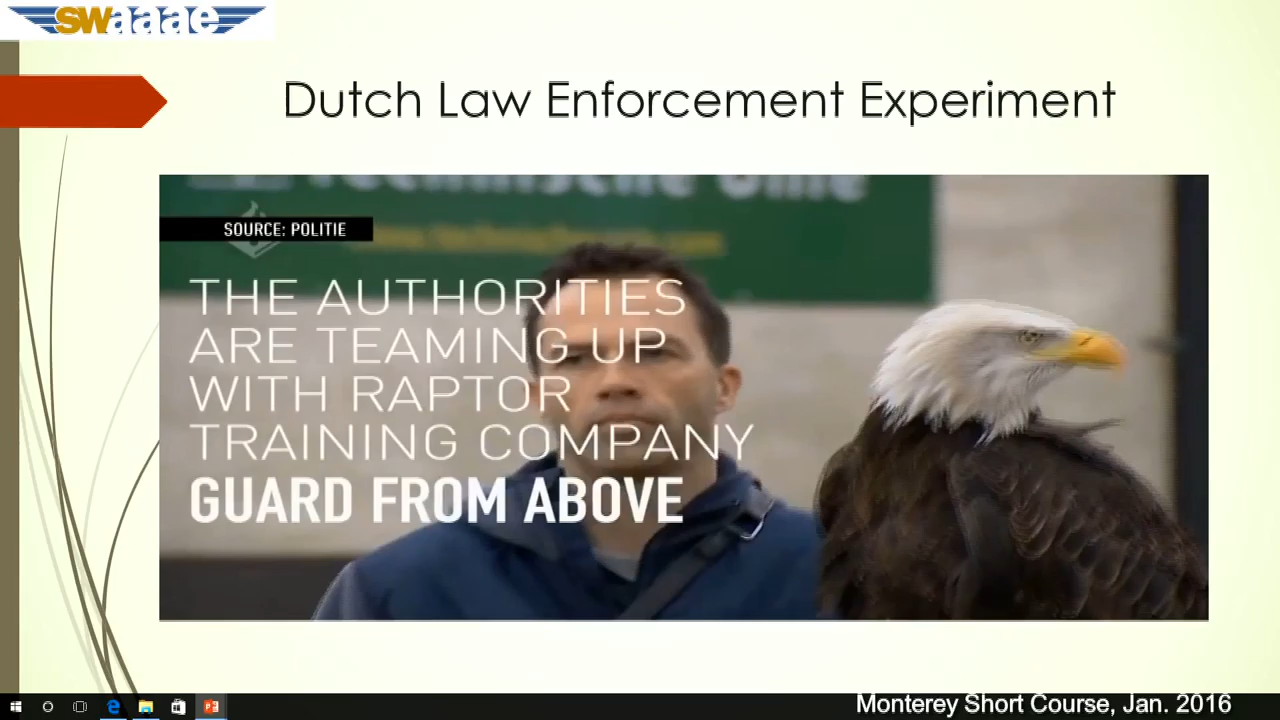 swaaae
Dutch Law Enforcement Experiment
SOURCE: POLITIE
THE AUTHORITIES
ARE TEAMING UP
WITH RAPTOR
TRAINING COMPANY
GUARD FROM ABOVE
Monterey Short Course, Jan. 2016